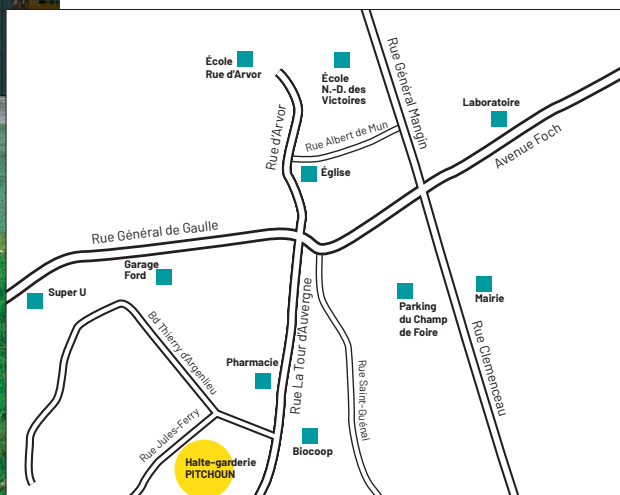 École
Rue d'Arvor
École
N.-D. des
Victoires
Rue Général Mangin
Laboratoire
Rue d'Arvor
Rue Albert de Mun
Avenue Foch
Église
Rue Général de Gaulle
Garage
Ford
Super U
Bd Thierry d'Argenlieu
Rue La Tour d'Auvergne
Parking
du Champ
de Foire
Mairie
Rue Clemenceau
Pharmacie
Rue Saint-Guénal
Rue Jules-Ferry
Biocoop
Halte-garderie
PITCHOUN